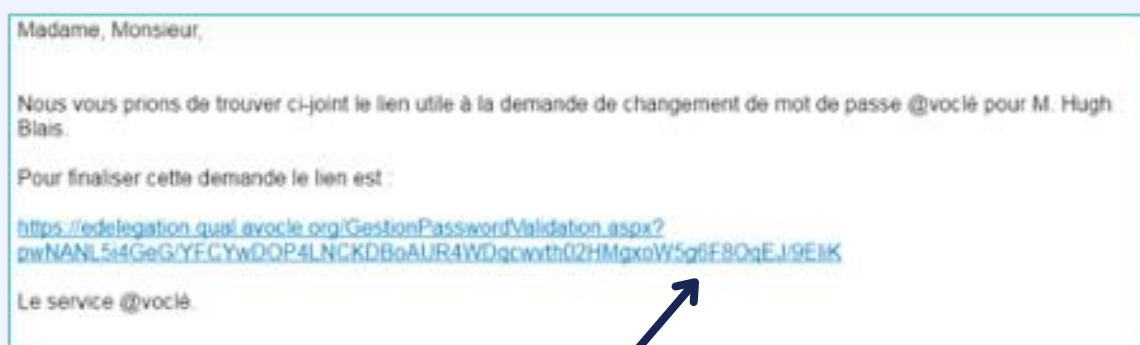 Madame, Monsieur,
Nous vous prions de trouver ci-joint le lien utile à la demande de changement de mot de passe @voclé pour M. Hugh
Blais.
Pour finaliser cette demande le lien est :
https://edelegation.qual.avocle.org/GestionPasswordValidation.aspx?
Le service @voclé.